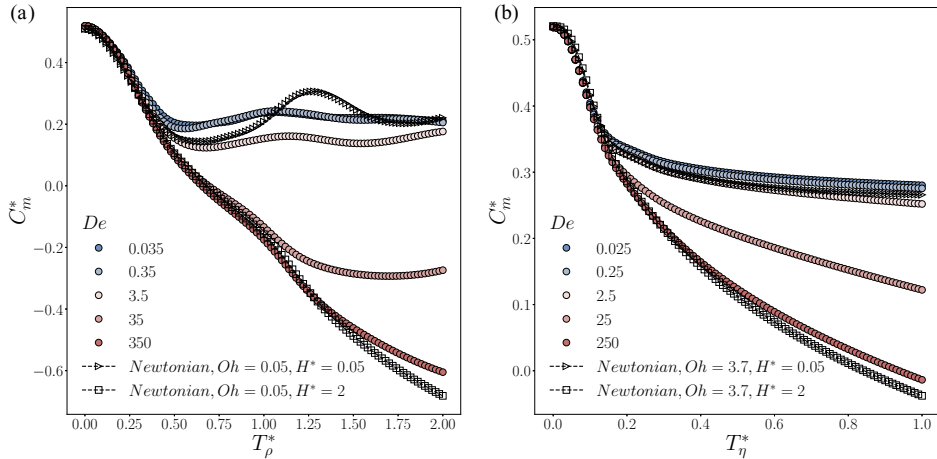 (a)
0.4
0.2
0.0
−0.2
−0.4
−0.6
C*m
De
0.035
0.35
3.5
35
350
Newtonian, Oh = 0.05, H* = 0.05
Newtonian, Oh = 0.05, H* = 2
0.00 0.25 0.50 0.75 1.00 1.25 1.50 1.75 2.00
T*ρ
(b)
0.5
0.4
0.3
0.2
0.1
0.0
C*m
De
0.025
0.25
2.5
25
250
Newtonian, Oh = 3.7, H* = 0.05
Newtonian, Oh = 3.7, H* = 2
0.0 0.2 0.4 0.6 0.8 1.0
T*η